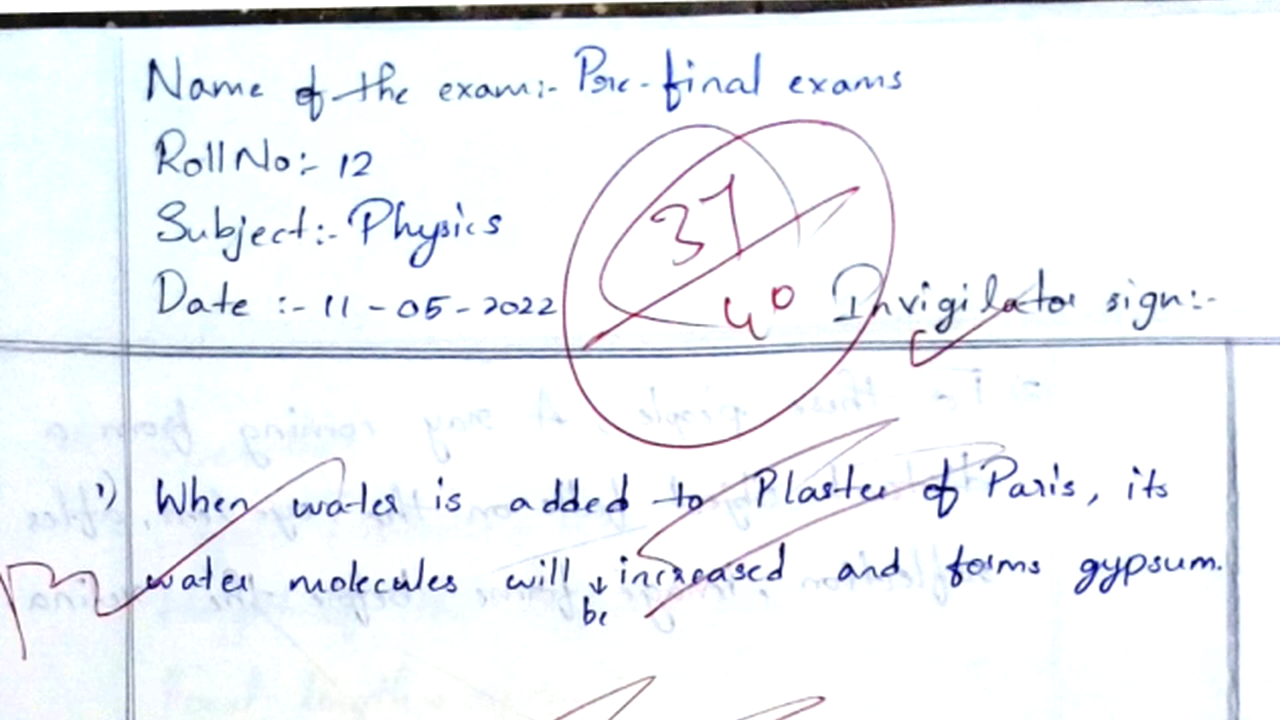 Name of the exam:- Pre-final exams
Roll No:- 12
Subject:- Physics
Date :- 11-05-2022
37
40
Invigilator sign:-
1) When water is added to Plaster of Paris, its
water molecules will be increased and forms gypsum.